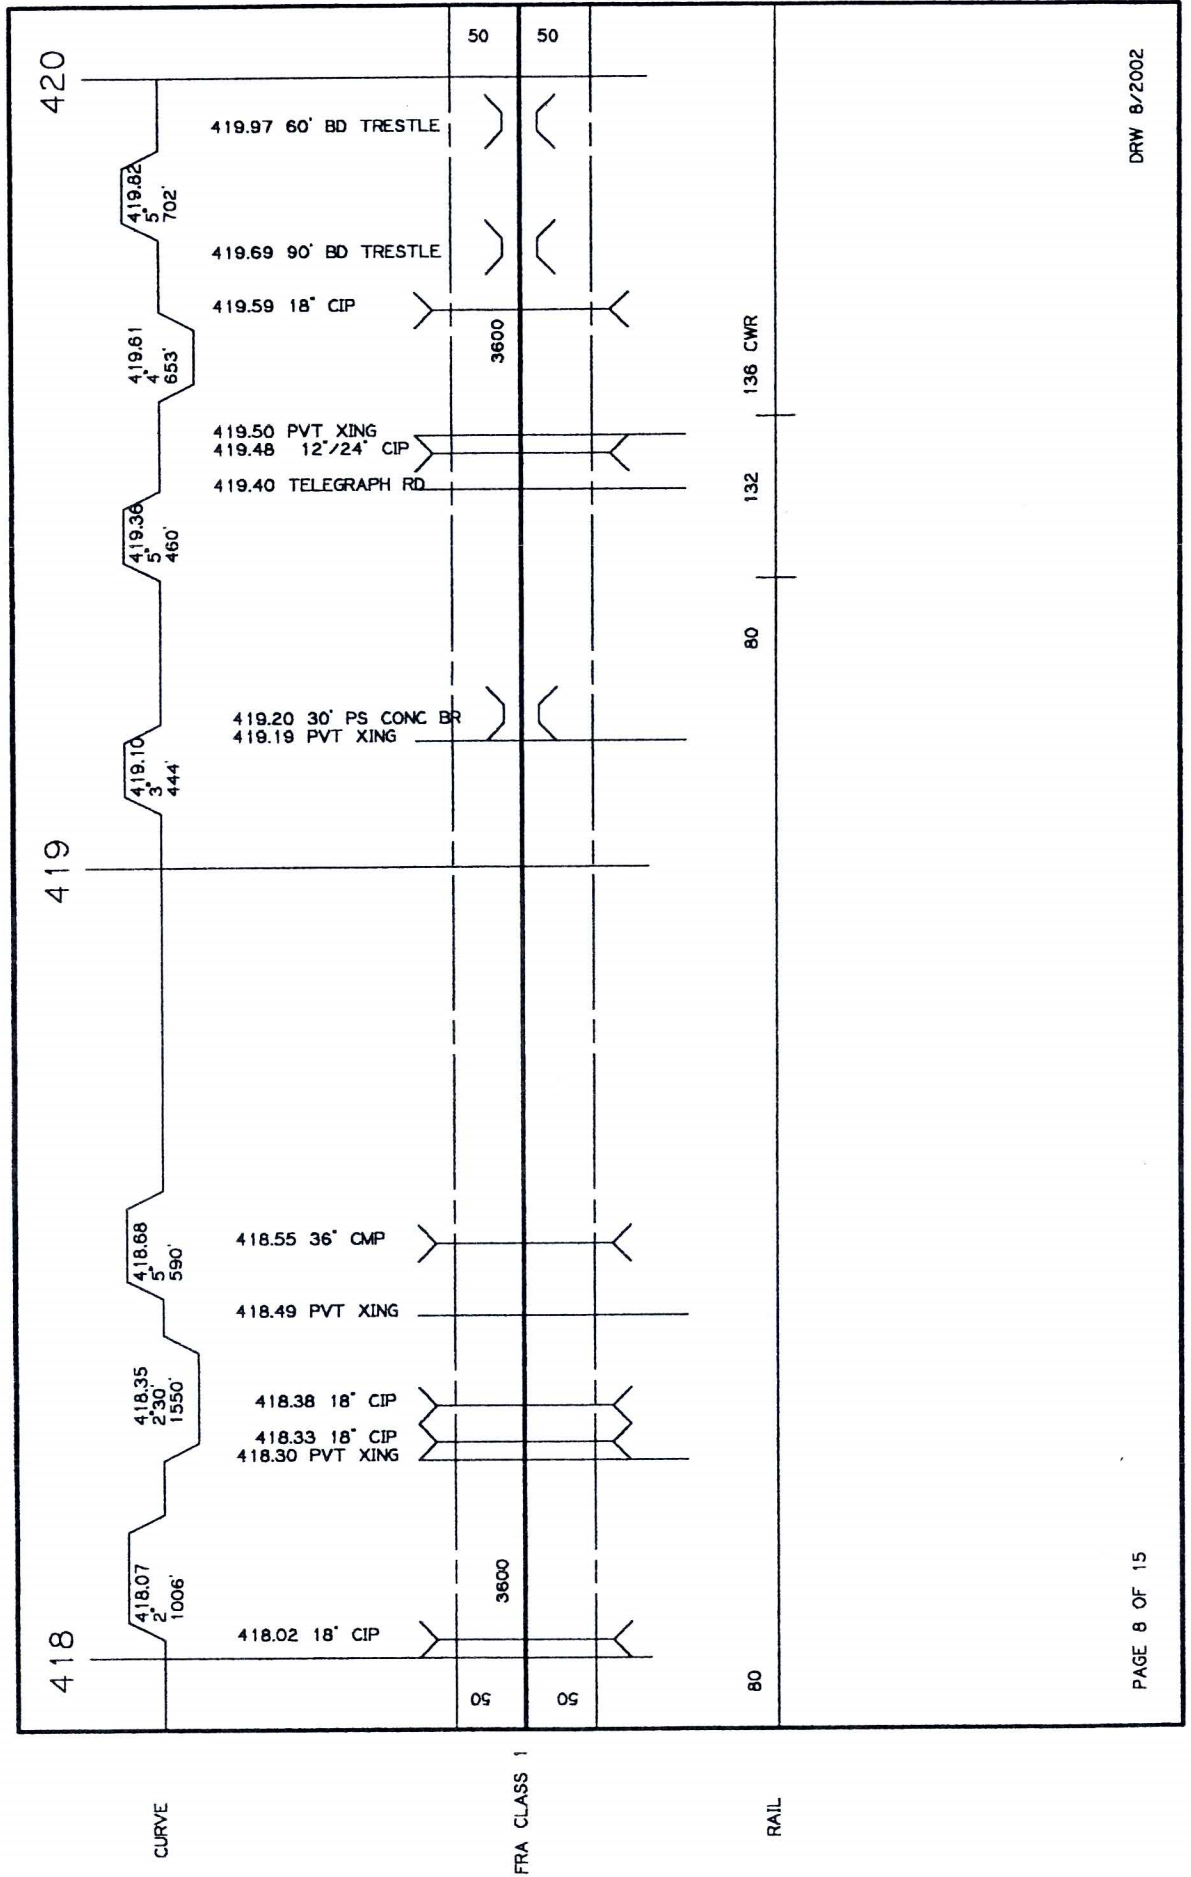 420
50 50
419.97 60' BD TRESTLE
419.82
5°
702'
419.69 90' BD TRESTLE
419.59 18" CIP
3600
419.61
4°
653'
136 CWR
419.50 PVT XING
419.48 12"/24" CIP
419.40 TELEGRAPH RD
132
419.36
5°
460'
80
419.20 30' PS CONC BR
419.19 PVT XING
419.10
3°
444'
419
418.68
5°
590'
418.55 36" CMP
418.49 PVT XING
418.35
2°30'
1550'
418.38 18" CIP
418.33 18" CIP
418.30 PVT XING
418.07
2°
1006'
3600
418.02 18" CIP
418
50 50
80
DRW 8/2002
PAGE 8 OF 15
CURVE
FRA CLASS 1
RAIL